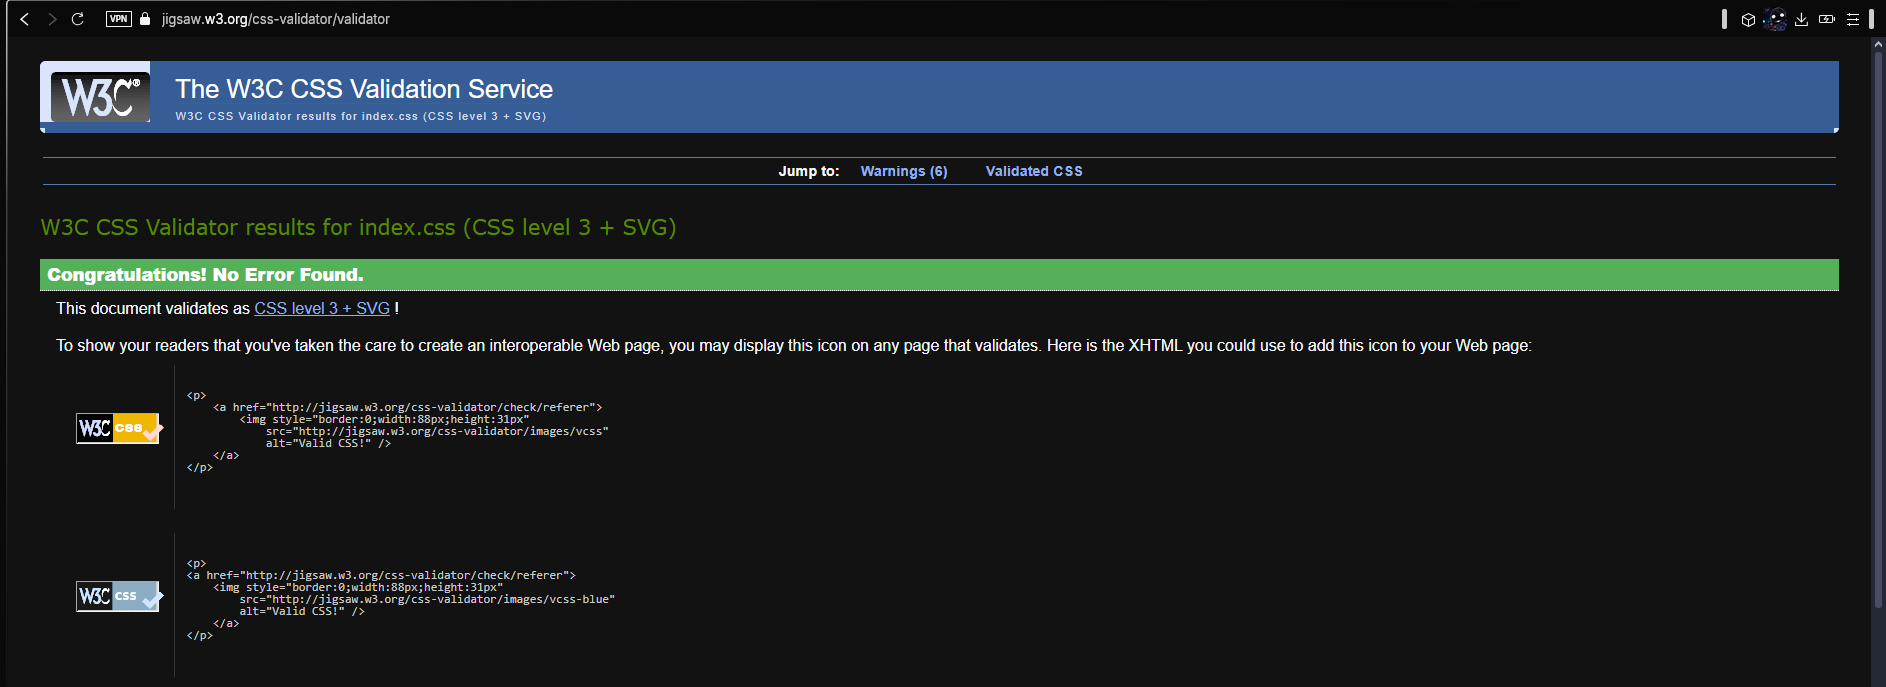 VPN jigsaw.w3.org/css-validator/validator
W3C®
The W3C CSS Validation Service
W3C CSS Validator results for index.css (CSS level 3 + SVG)
Jump to: Warnings (6) Validated CSS
W3C CSS Validator results for index.css (CSS level 3 + SVG)
Congratulations! No Error Found.
This document validates as CSS level 3 + SVG !
To show your readers that you've taken the care to create an interoperable Web page, you may display this icon on any page that validates. Here is the XHTML you could use to add this icon to your Web page:
W3C css
<p>
    <a href="http://jigsaw.w3.org/css-validator/check/referer">
        <img style="border:0;width:88px;height:31px"
            src="http://jigsaw.w3.org/css-validator/images/vcss"
            alt="Valid CSS!" />
    </a>
</p>
W3C css
<p>
<a href="http://jigsaw.w3.org/css-validator/check/referer">
    <img style="border:0;width:88px;height:31px"
        src="http://jigsaw.w3.org/css-validator/images/vcss-blue"
        alt="Valid CSS!" />
    </a>
</p>